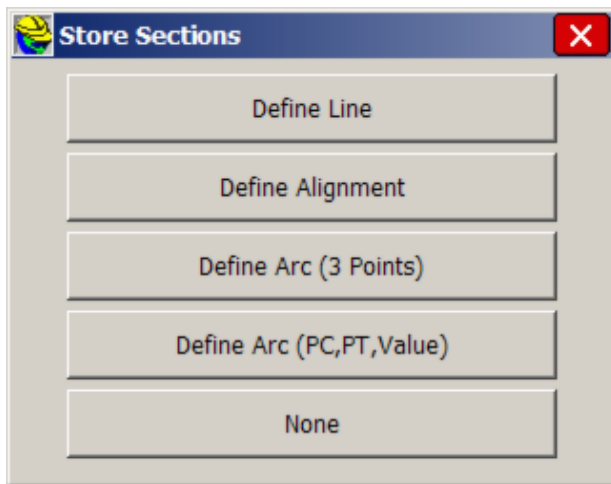 Store Sections
Define Line
Define Alignment
Define Arc (3 Points)
Define Arc (PC,PT,Value)
None